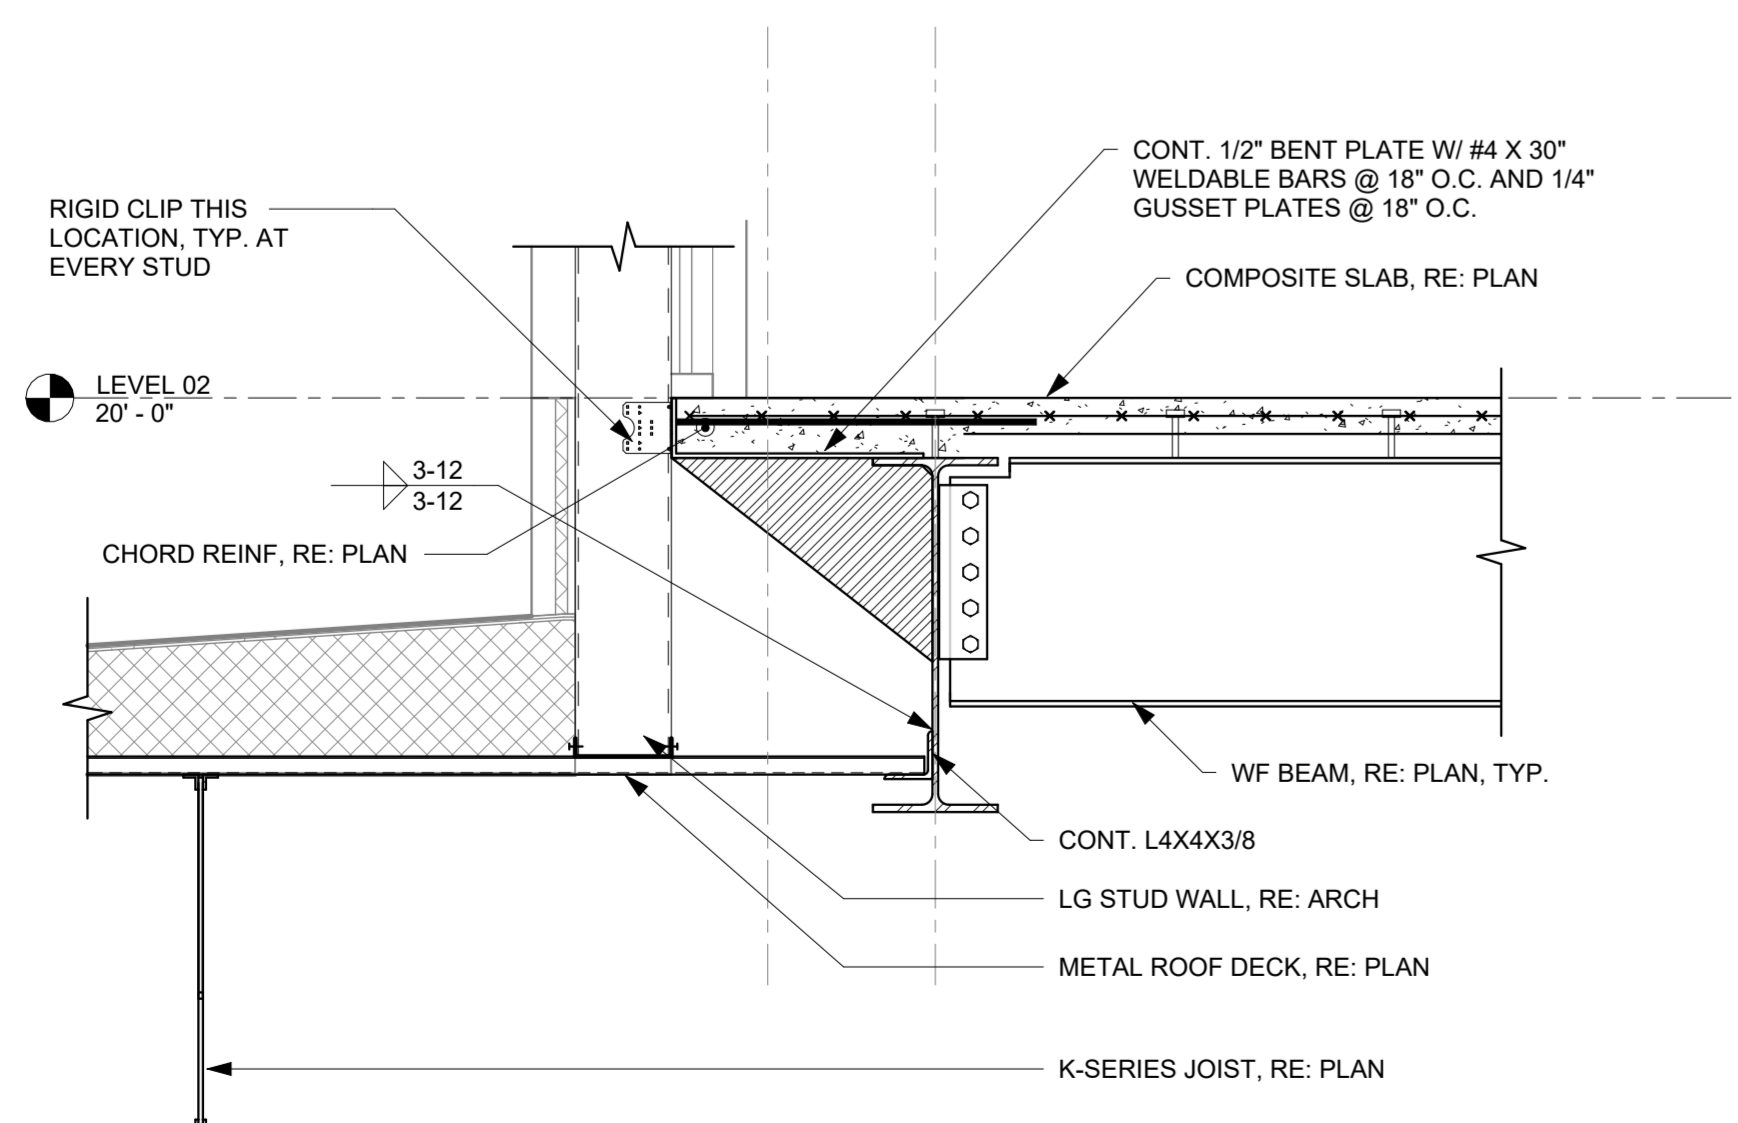 CONT. 1/2" BENT PLATE W/ #4 X 30"
WELDABLE BARS @ 18" O.C. AND 1/4"
GUSSET PLATES @ 18" O.C.
RIGID CLIP THIS
LOCATION, TYP. AT
EVERY STUD
COMPOSITE SLAB, RE: PLAN
LEVEL 02
20' - 0"
3-12
3-12
CHORD REINF, RE: PLAN
WF BEAM, RE: PLAN, TYP.
CONT. L4X4X3/8
LG STUD WALL, RE: ARCH
METAL ROOF DECK, RE: PLAN
K-SERIES JOIST, RE: PLAN